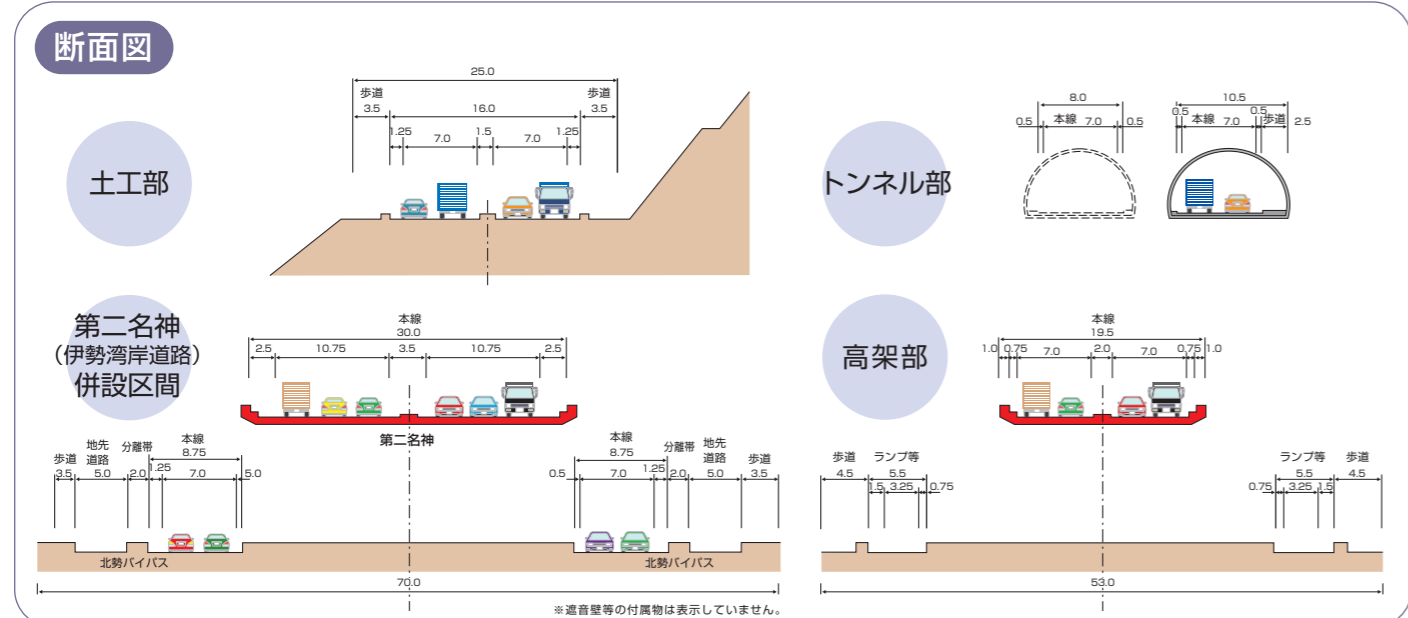 断面図
土工部
25.0
歩道
歩道
3.5
16.0
3.5
1.25
7.0
1.5
7.0
1.25
トンネル部
8.0
0.5
本線
7.0
0.5
10.5
0.5
本線
7.0
0.5
歩道
2.5
第二名神
(伊勢湾岸道路)
併設区間
本線
30.0
2.5
10.75
3.5
10.75
2.5
第二名神
歩道
3.5
地先
道路
5.0
分離帯
2.0
本線
8.75
1.25
7.0
5.0
本線
8.75
0.5
7.0
1.25
分離帯
2.0
地先
道路
5.0
歩道
3.5
北勢バイパス
北勢バイパス
70.0
※遮音壁等の付属物は表示していません。
高架部
本線
19.5
1.0
0.75
7.0
2.0
7.0
0.75
1.0
歩道
4.5
ランプ等
5.5
1.5
3.25
0.75
ランプ等
5.5
0.75
3.25
1.5
歩道
4.5
53.0